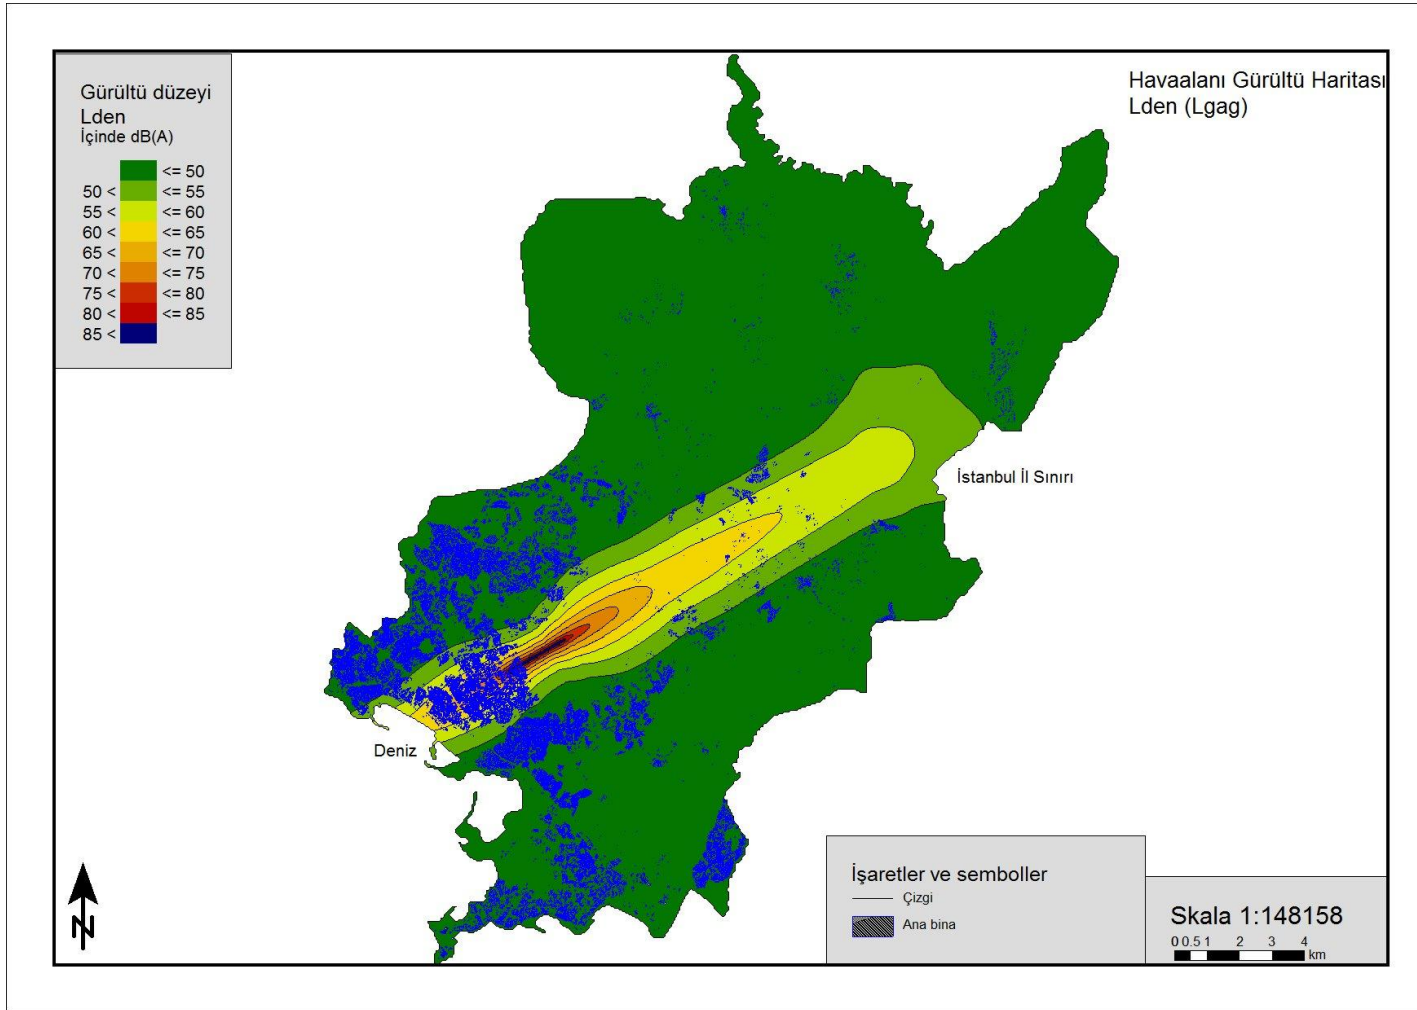 Gürültü düzeyi
Lden
İçinde dB(A)
<= 50
50 < <= 55
55 < <= 60
60 < <= 65
65 < <= 70
70 < <= 75
75 < <= 80
80 < <= 85
85 <
Havaalanı Gürültü Haritası
Lden (Lgag)
İstanbul İl Sınırı
Deniz
N
İşaretler ve semboller
Çizgi
Ana bina
Skala 1:148158
0 0.5 1 2 3 4
km